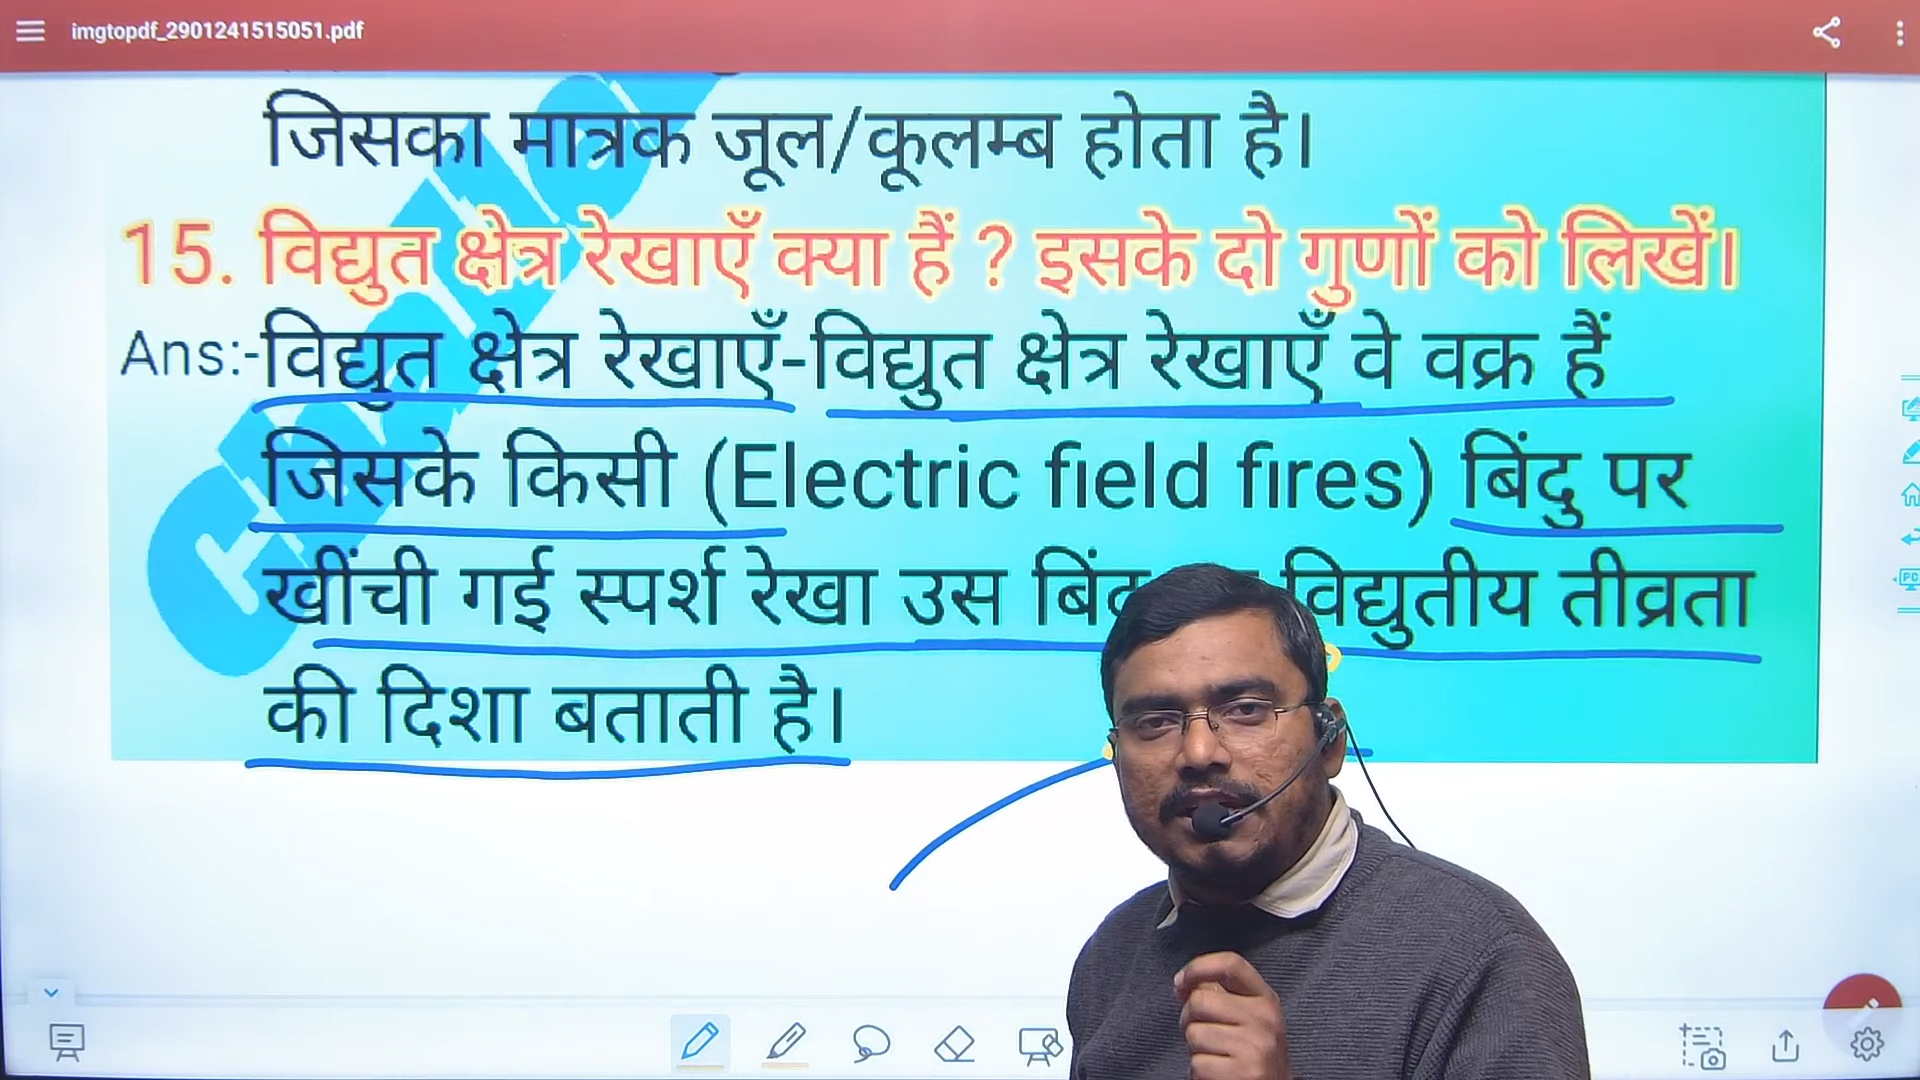 imgtopdf_2901241515051.pdf
जिसका मात्रक जूल/कूलम्ब होता है।
15. विद्युत क्षेत्र रेखाएँ क्या हैं ? इसके दो गुणों को लिखें।
Ans:-विद्युत क्षेत्र रेखाएँ-विद्युत क्षेत्र रेखाएँ वे वक्र हैं
जिसके किसी (Electric field fires) बिंदु पर
खींची गई स्पर्श रेखा उस विद्युतीय तीव्रता
की दिशा बताती है।
PC